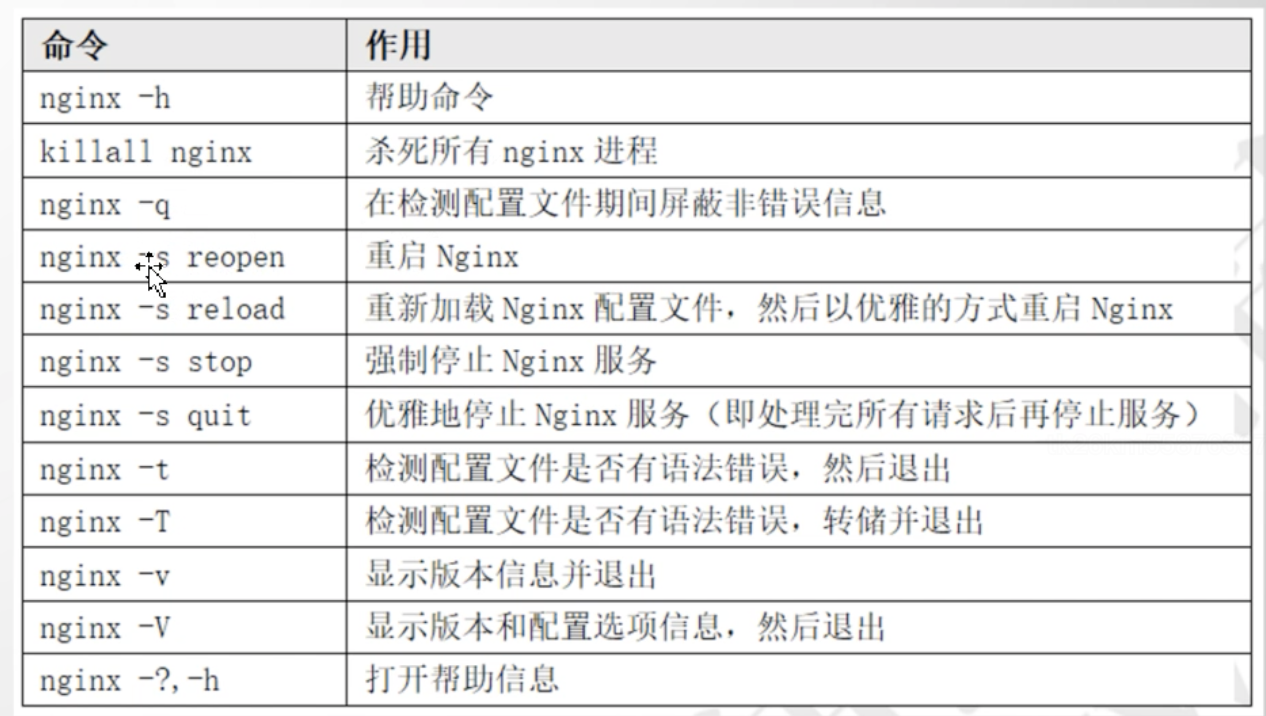 命令 作用
nginx -h 帮助命令
killall nginx 杀死所有 nginx 进程
nginx -q 在检测配置文件期间屏蔽非错误信息
nginx -s reopen 重启 Nginx
nginx -s reload 重新加载 Nginx 配置文件，然后以优雅的方式重启 Nginx
nginx -s stop 强制停止 Nginx 服务
nginx -s quit 优雅地停止 Nginx 服务（即处理完所有请求后再停止服务）
nginx -t 检测配置文件是否有语法错误，然后退出
nginx -T 检测配置文件是否有语法错误，转储并退出
nginx -v 显示版本信息并退出
nginx -V 显示版本和配置选项信息，然后退出
nginx -?,-h 打开帮助信息